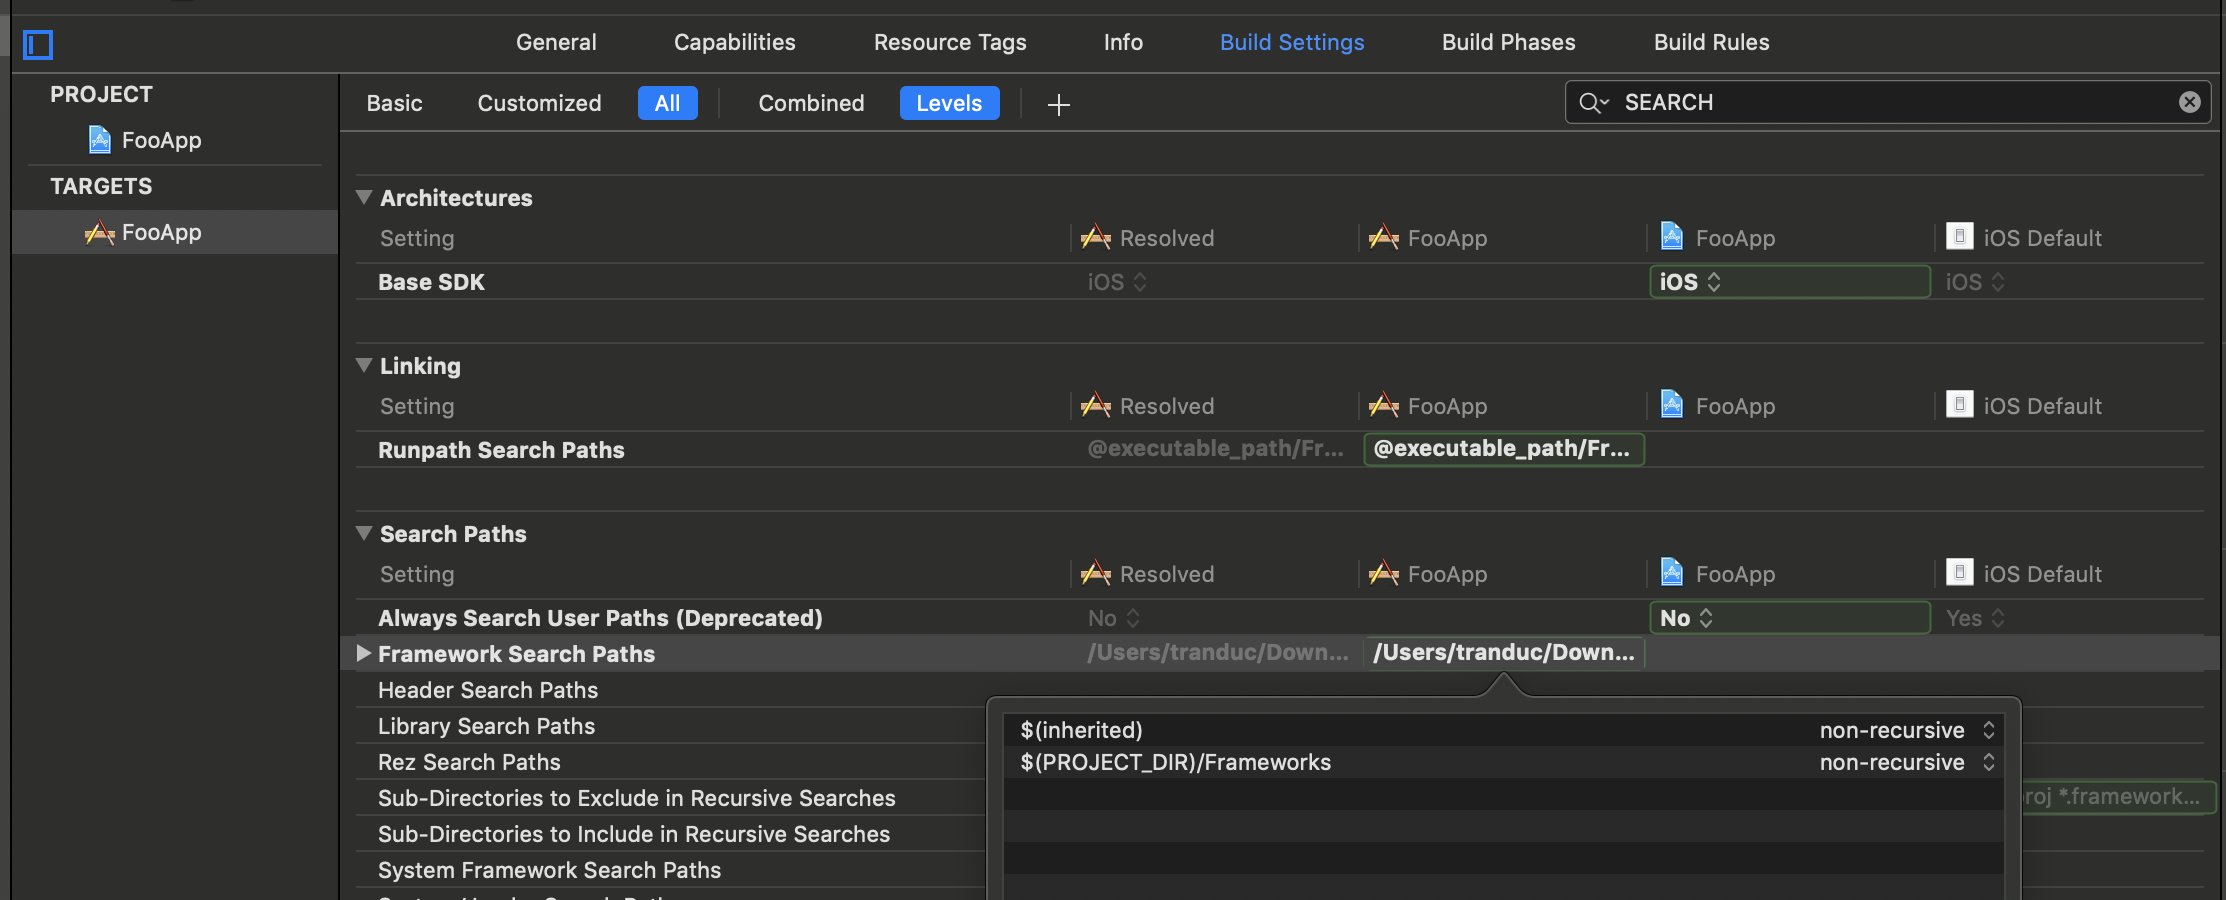 General Capabilities Resource Tags Info Build Settings Build Phases Build Rules
PROJECT
FooApp
TARGETS
FooApp
Basic Customized All Combined Levels + SEARCH
Architectures
Setting Resolved FooApp FooApp iOS Default
Base SDK iOS iOS iOS
Linking
Setting Resolved FooApp FooApp iOS Default
Runpath Search Paths @executable_path/Fr... @executable_path/Fr...
Search Paths
Setting Resolved FooApp FooApp iOS Default
Always Search User Paths (Deprecated) No No Yes
Framework Search Paths /Users/tranduc/Down... /Users/tranduc/Down...
Header Search Paths
Library Search Paths
Rez Search Paths
Sub-Directories to Exclude in Recursive Searches roj *.framework...
Sub-Directories to Include in Recursive Searches
System Framework Search Paths
$(inherited) non-recursive
$(PROJECT_DIR)/Frameworks non-recursive